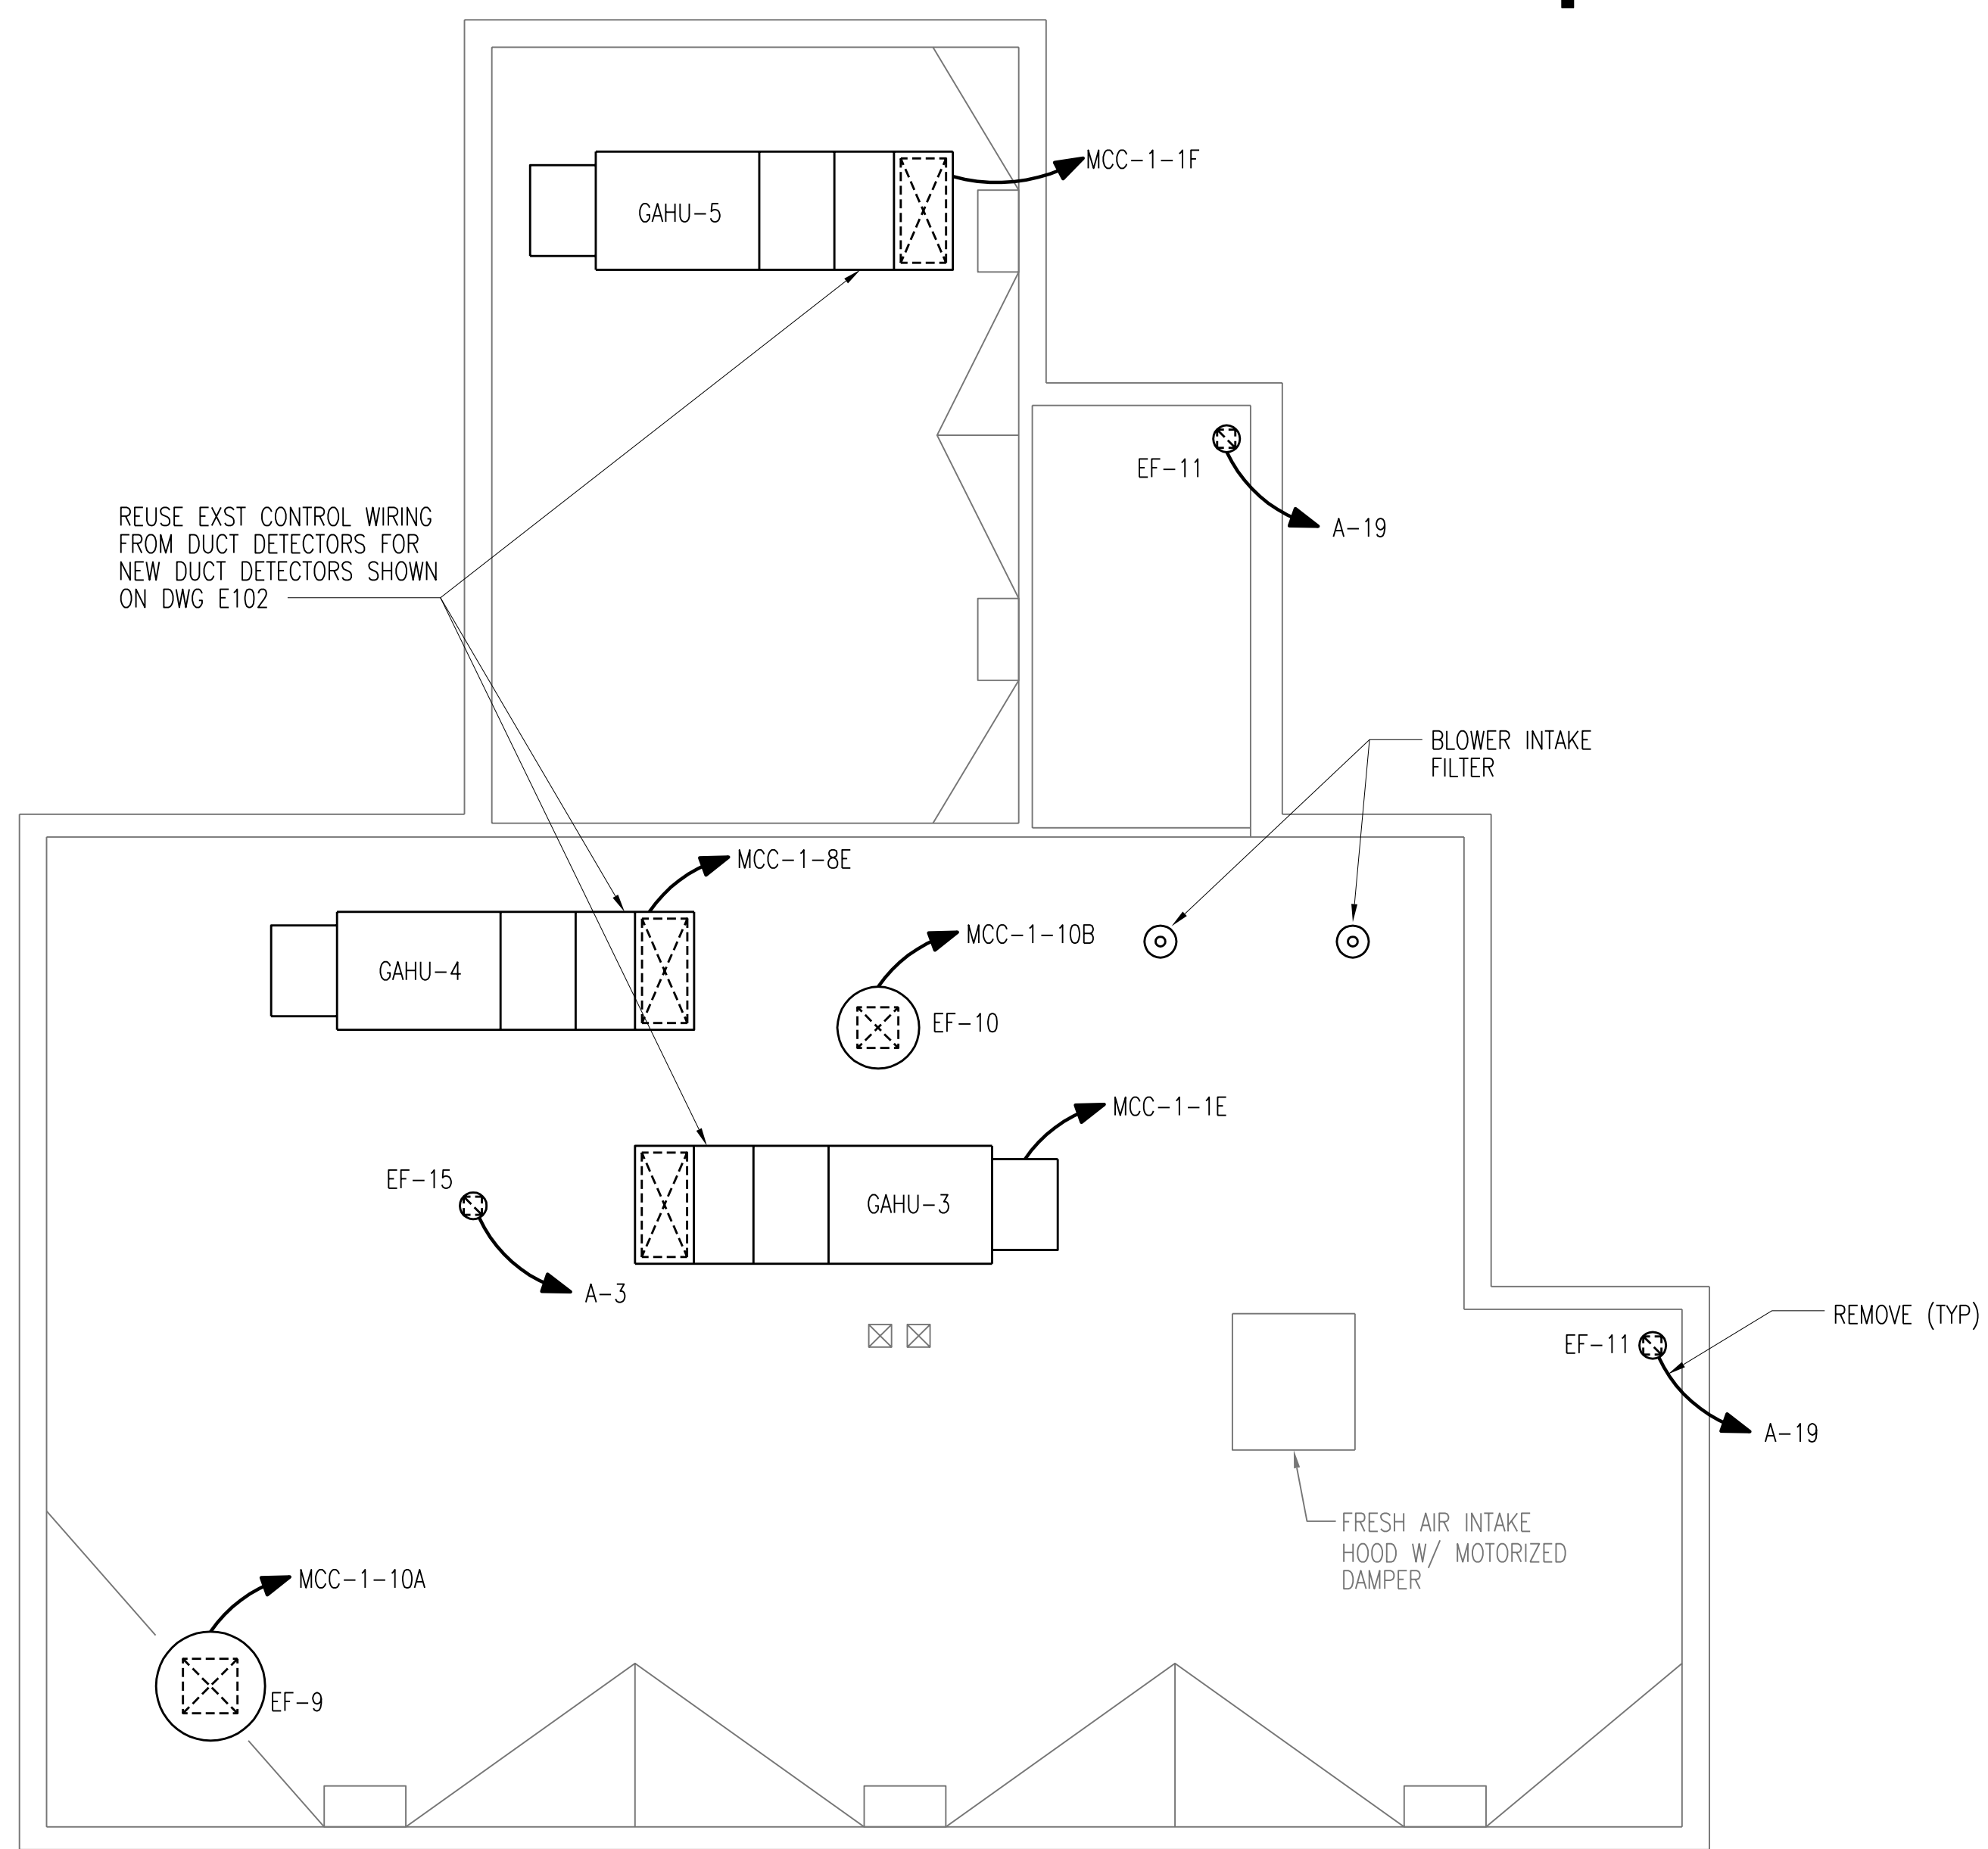 MCC-1-1F
GAHU-5
EF-11
A-19
REUSE EXST CONTROL WIRING
FROM DUCT DETECTORS FOR
NEW DUCT DETECTORS SHOWN
ON DWG E102
BLOWER INTAKE
FILTER
MCC-1-8E
MCC-1-10B
GAHU-4
EF-10
MCC-1-1E
EF-15
GAHU-3
A-3
REMOVE (TYP)
EF-11
A-19
FRESH AIR INTAKE
HOOD W/ MOTORIZED
DAMPER
MCC-1-10A
EF-9